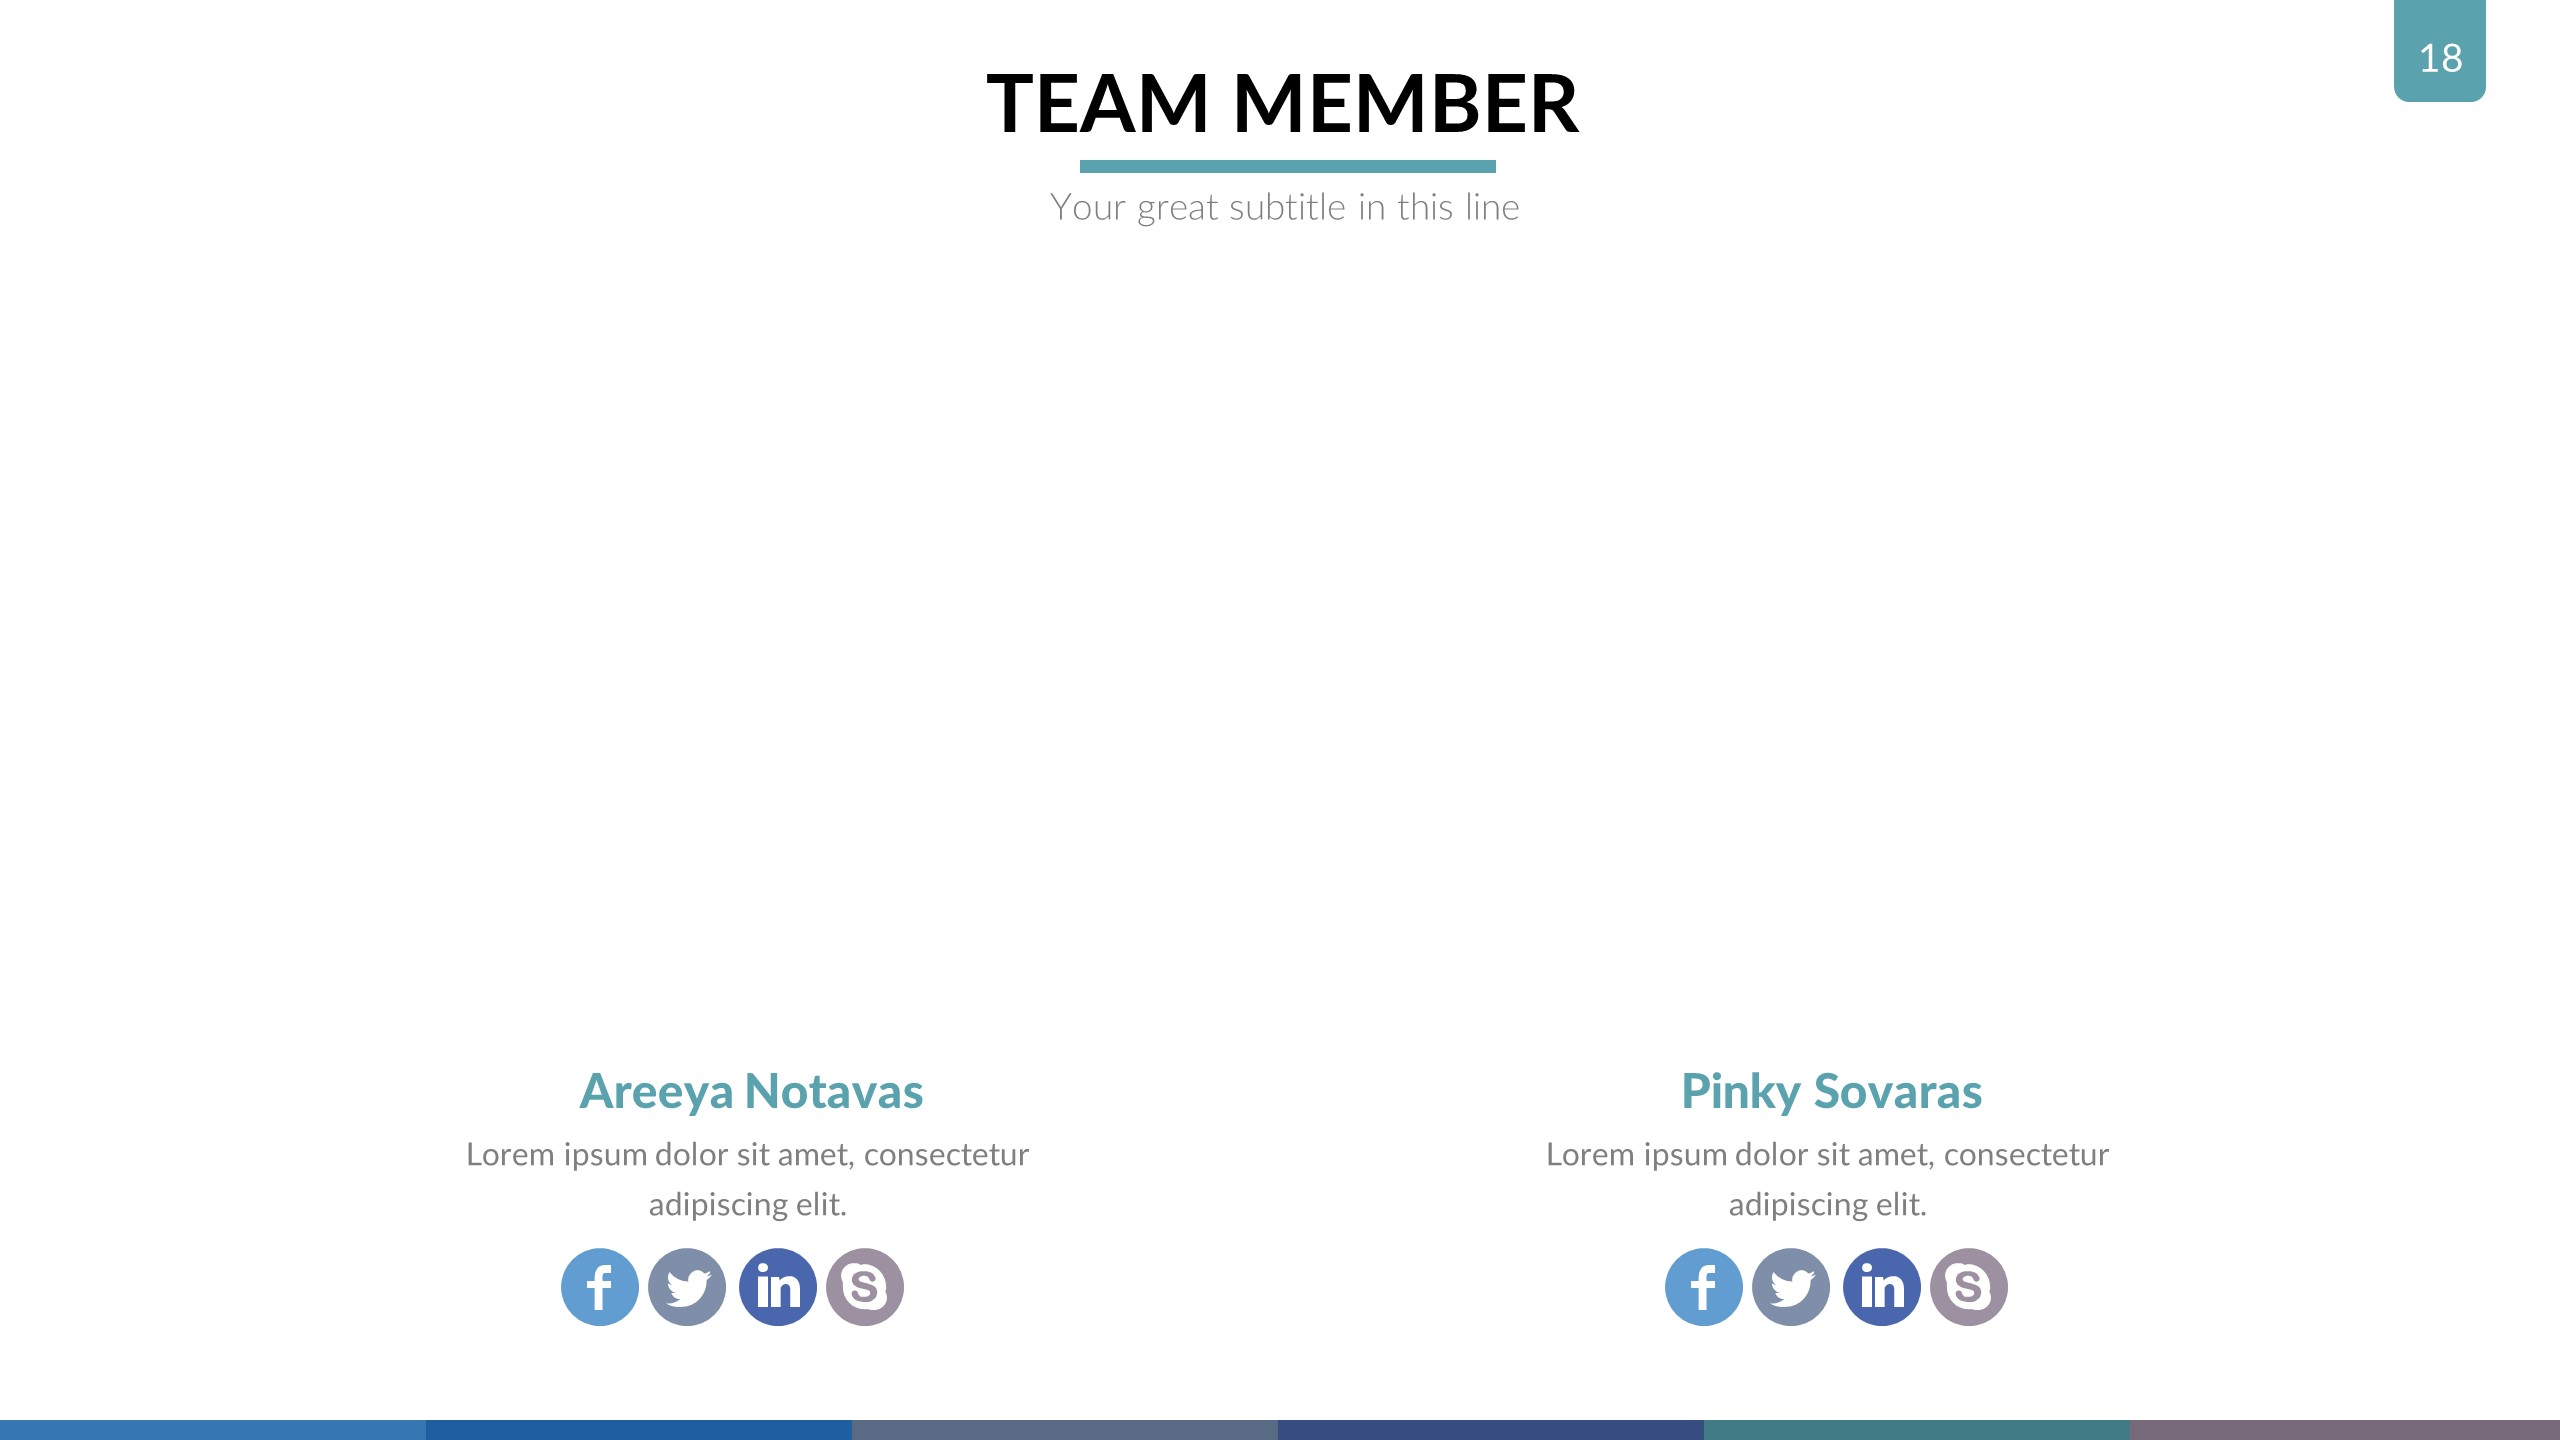 18
TEAM MEMBER
Your great subtitle in this line
Areeya Notavas
Lorem ipsum dolor sit amet, consectetur
adipiscing elit.
Pinky Sovaras
Lorem ipsum dolor sit amet, consectetur
adipiscing elit.